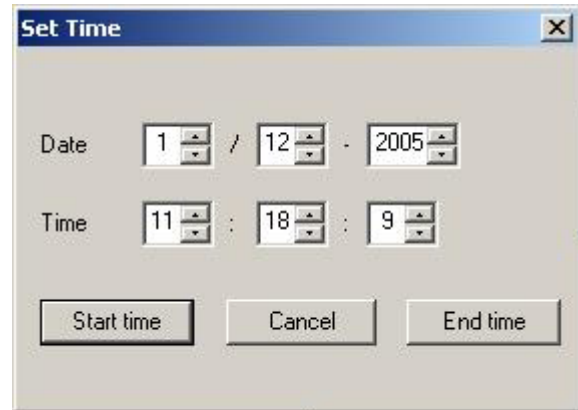 Set Time
Date 1 / 12 - 2005
Time 11 : 18 : 9
Start time Cancel End time